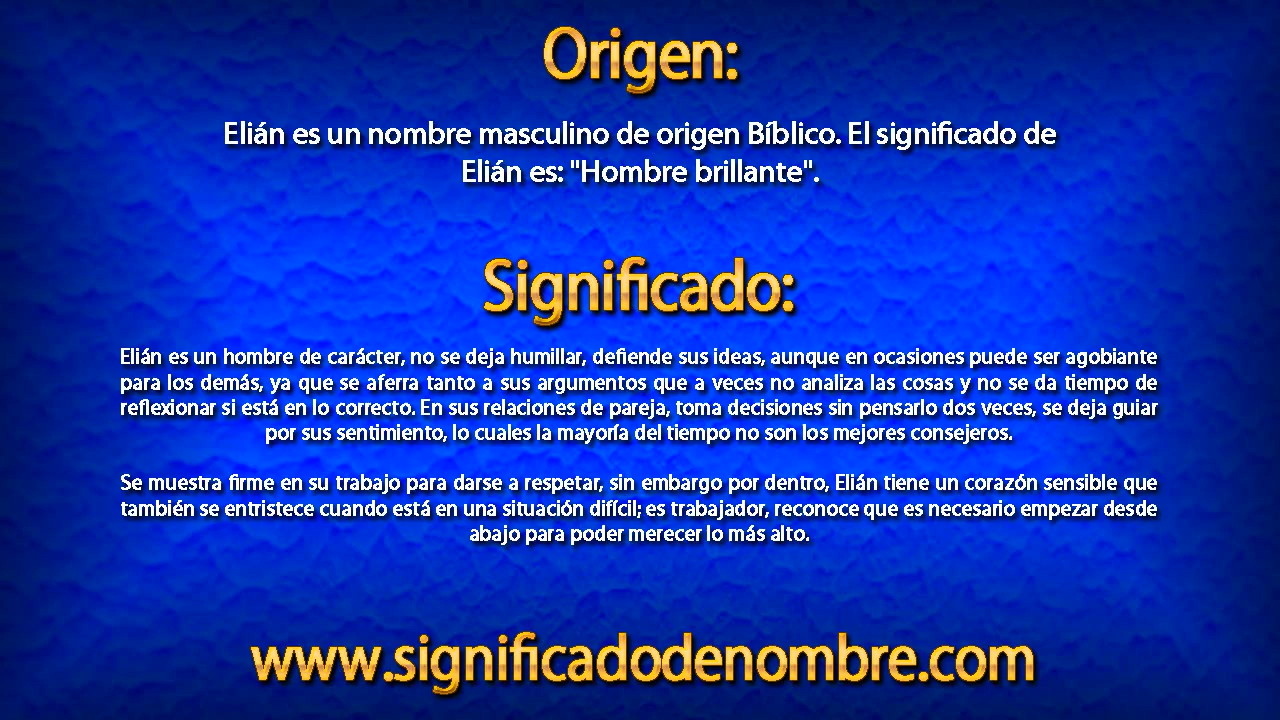 Origen:
Elián es un nombre masculino de origen Bíblico. El significado de
Elián es: "Hombre brillante".
Significado:
Elián es un hombre de carácter, no se deja humillar, defiende sus ideas, aunque en ocasiones puede ser agobiante
para los demás, ya que se aferra tanto a sus argumentos que a veces no analiza las cosas y no se da tiempo de
reflexionar si está en lo correcto. En sus relaciones de pareja, toma decisiones sin pensarlo dos veces, se deja guiar
por sus sentimiento, lo cuales la mayoría del tiempo no son los mejores consejeros.
Se muestra firme en su trabajo para darse a respetar, sin embargo por dentro, Elián tiene un corazón sensible que
también se entristece cuando está en una situación difícil; es trabajador, reconoce que es necesario empezar desde
abajo para poder merecer lo más alto.
www.significadodenombre.com